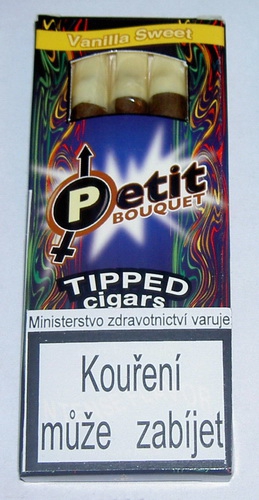 Vanilla Sweet
Petit
BOUQUET
TIPPED
cigars
Ministerstvo zdravotnictví varuje
Kouření
může zabíjet